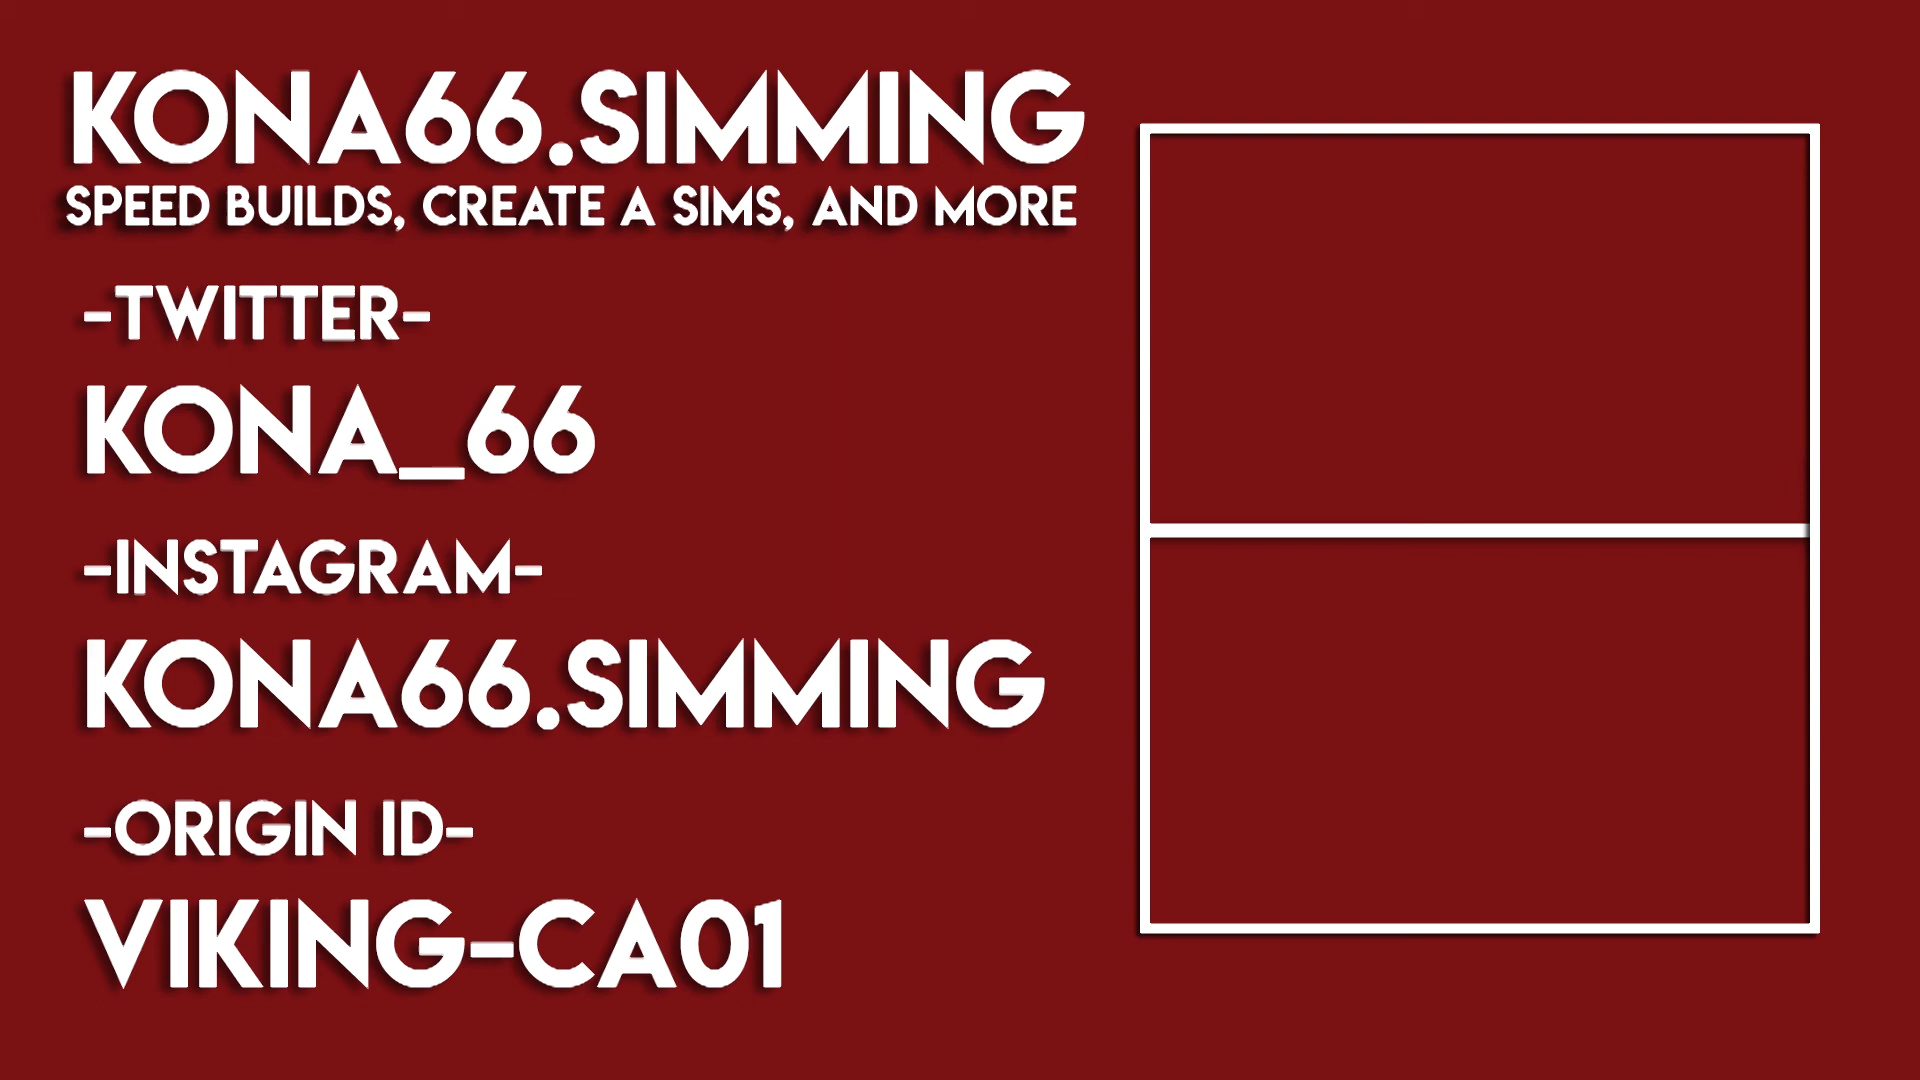 KONA66.SIMMING
SPEED BUILDS, CREATE A SIMS, AND MORE
-TWITTER-
KONA_66
-INSTAGRAM-
KONA66.SIMMING
-ORIGIN ID-
VIKING-CA01